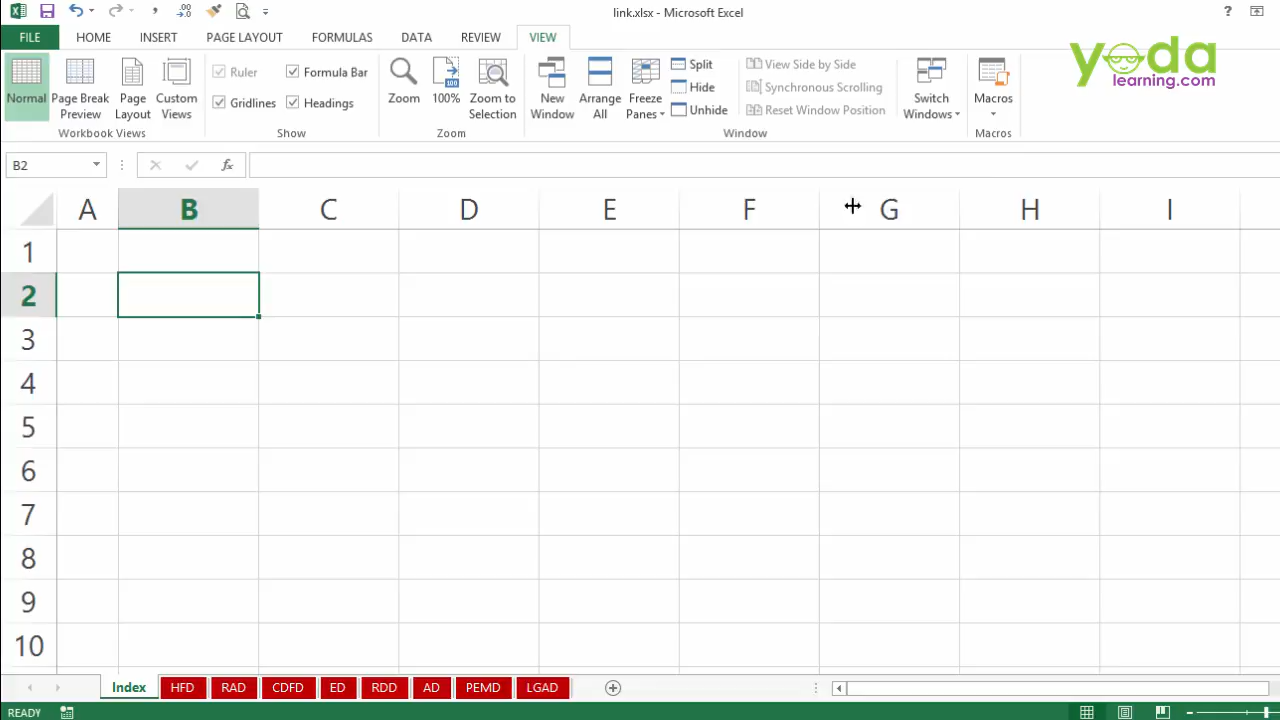 link.xlsx - Microsoft Excel
?
FILE HOME INSERT PAGE LAYOUT FORMULAS DATA REVIEW VIEW
yoda
learning.com
Normal
Page Break
Preview
Page
Layout
Custom
Views
Workbook Views
Ruler
Formula Bar
Gridlines
Headings
Show
Zoom
100
100%
Zoom to
Selection
Zoom
New
Window
Arrange
All
Freeze
Panes
Split
Hide
Unhide
View Side by Side
Synchronous Scrolling
Reset Window Position
Window
Switch
Windows
Macros
Macros
B2
fx
A B C D E F G H I
1
2
3
4
5
6
7
8
9
10
Index HFD RAD CDFD ED RDD AD PEMD LGAD
READY